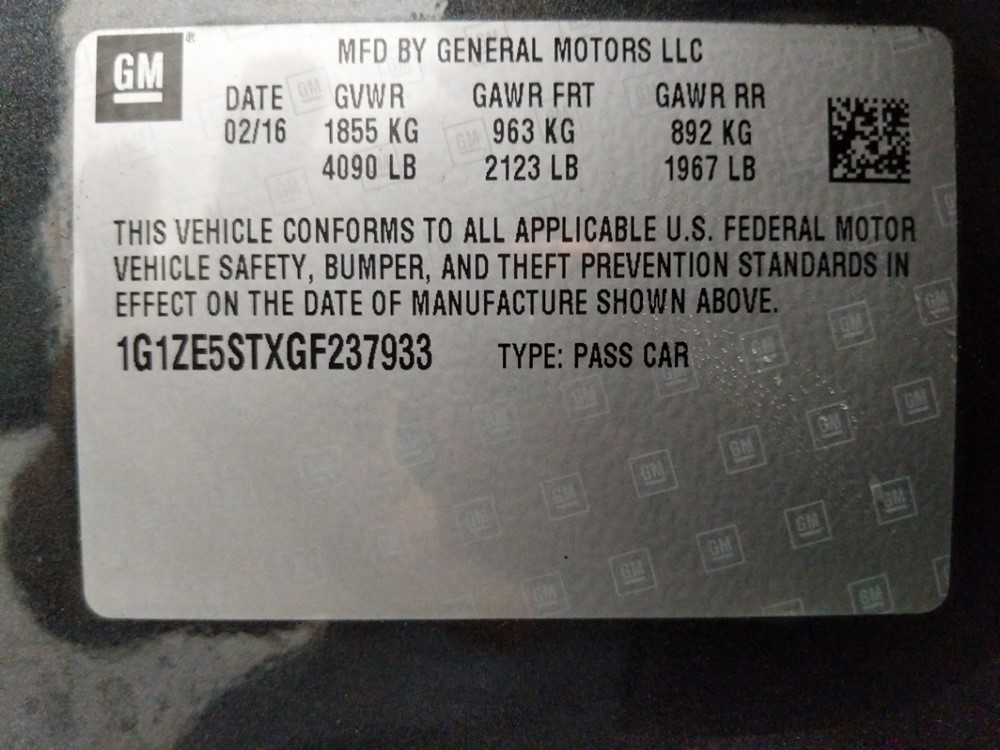 GM®
MFD BY GENERAL MOTORS LLC
DATE GVWR GAWR FRT GAWR RR
02/16 1855 KG 963 KG 892 KG
4090 LB 2123 LB 1967 LB
THIS VEHICLE CONFORMS TO ALL APPLICABLE U.S. FEDERAL MOTOR
VEHICLE SAFETY, BUMPER, AND THEFT PREVENTION STANDARDS IN
EFFECT ON THE DATE OF MANUFACTURE SHOWN ABOVE.
1G1ZE5STXGF237933 TYPE: PASS CAR